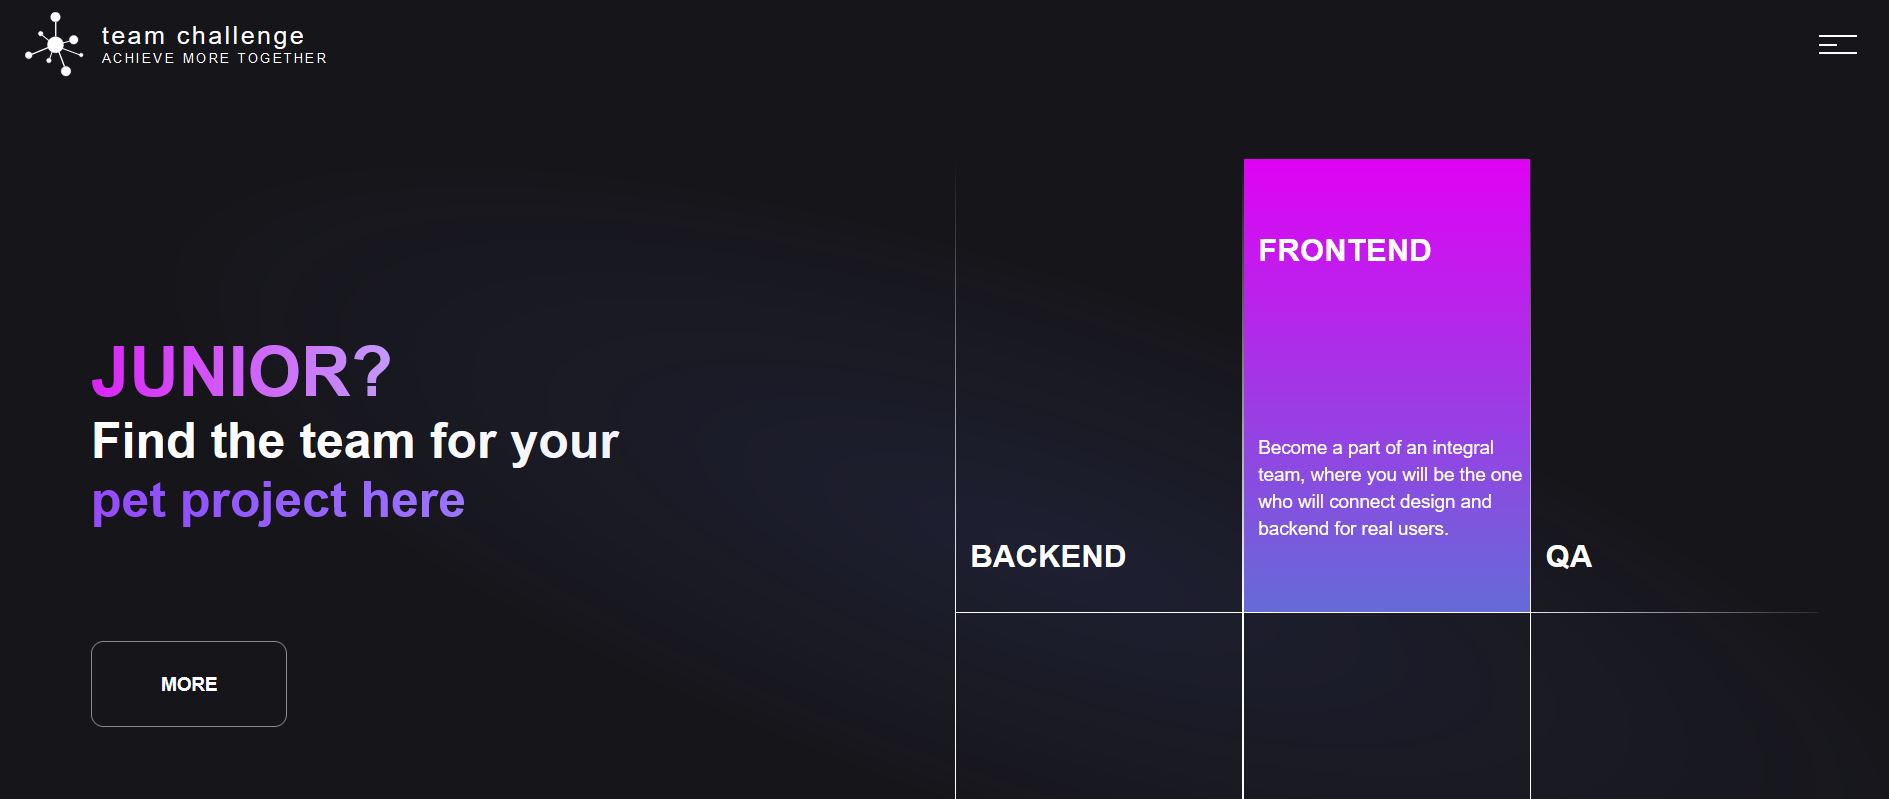 team challenge
ACHIEVE MORE TOGETHER
JUNIOR?
Find the team for your
pet project here
MORE
BACKEND
FRONTEND
Become a part of an integral
team, where you will be the one
who will connect design and
backend for real users.
QA